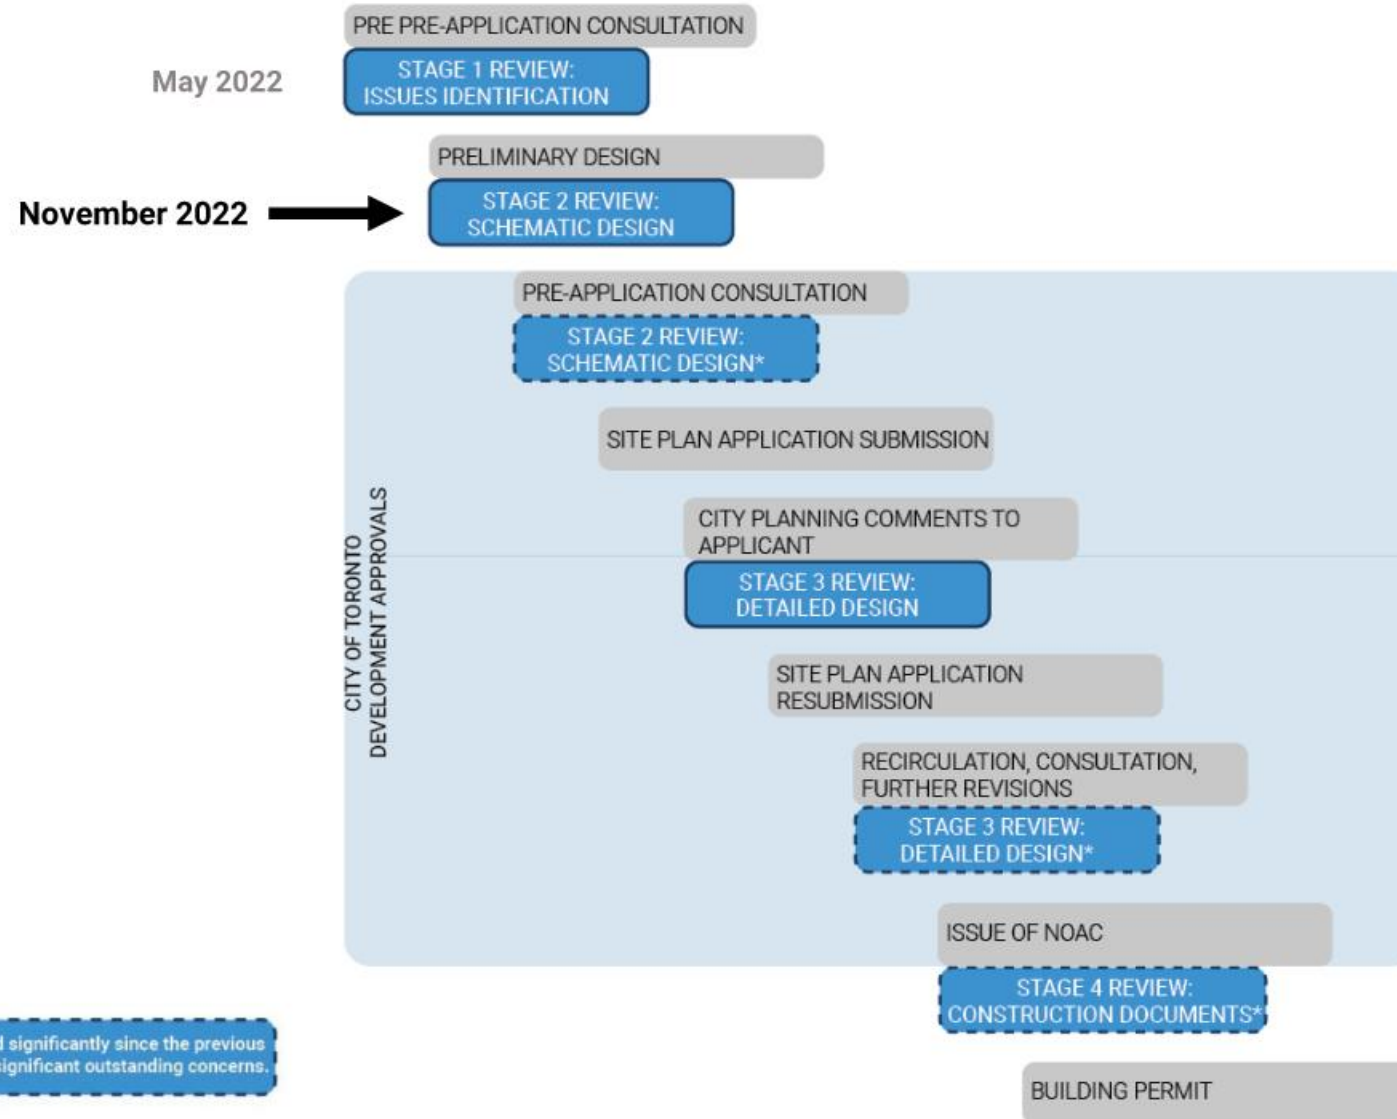 PRE PRE-APPLICATION CONSULTATION
May 2022
STAGE 1 REVIEW:
ISSUES IDENTIFICATION
PRELIMINARY DESIGN
November 2022
STAGE 2 REVIEW:
SCHEMATIC DESIGN
PRE-APPLICATION CONSULTATION
STAGE 2 REVIEW:
SCHEMATIC DESIGN*
SITE PLAN APPLICATION SUBMISSION
CITY OF TORONTO
DEVELOPMENT APPROVALS
CITY PLANNING COMMENTS TO
APPLICANT
STAGE 3 REVIEW:
DETAILED DESIGN
SITE PLAN APPLICATION
RESUBMISSION
RECIRCULATION, CONSULTATION,
FURTHER REVISIONS
STAGE 3 REVIEW:
DETAILED DESIGN*
ISSUE OF NOAC
STAGE 4 REVIEW:
CONSTRUCTION DOCUMENTS*
significantly since the previous
significant outstanding concerns.
BUILDING PERMIT